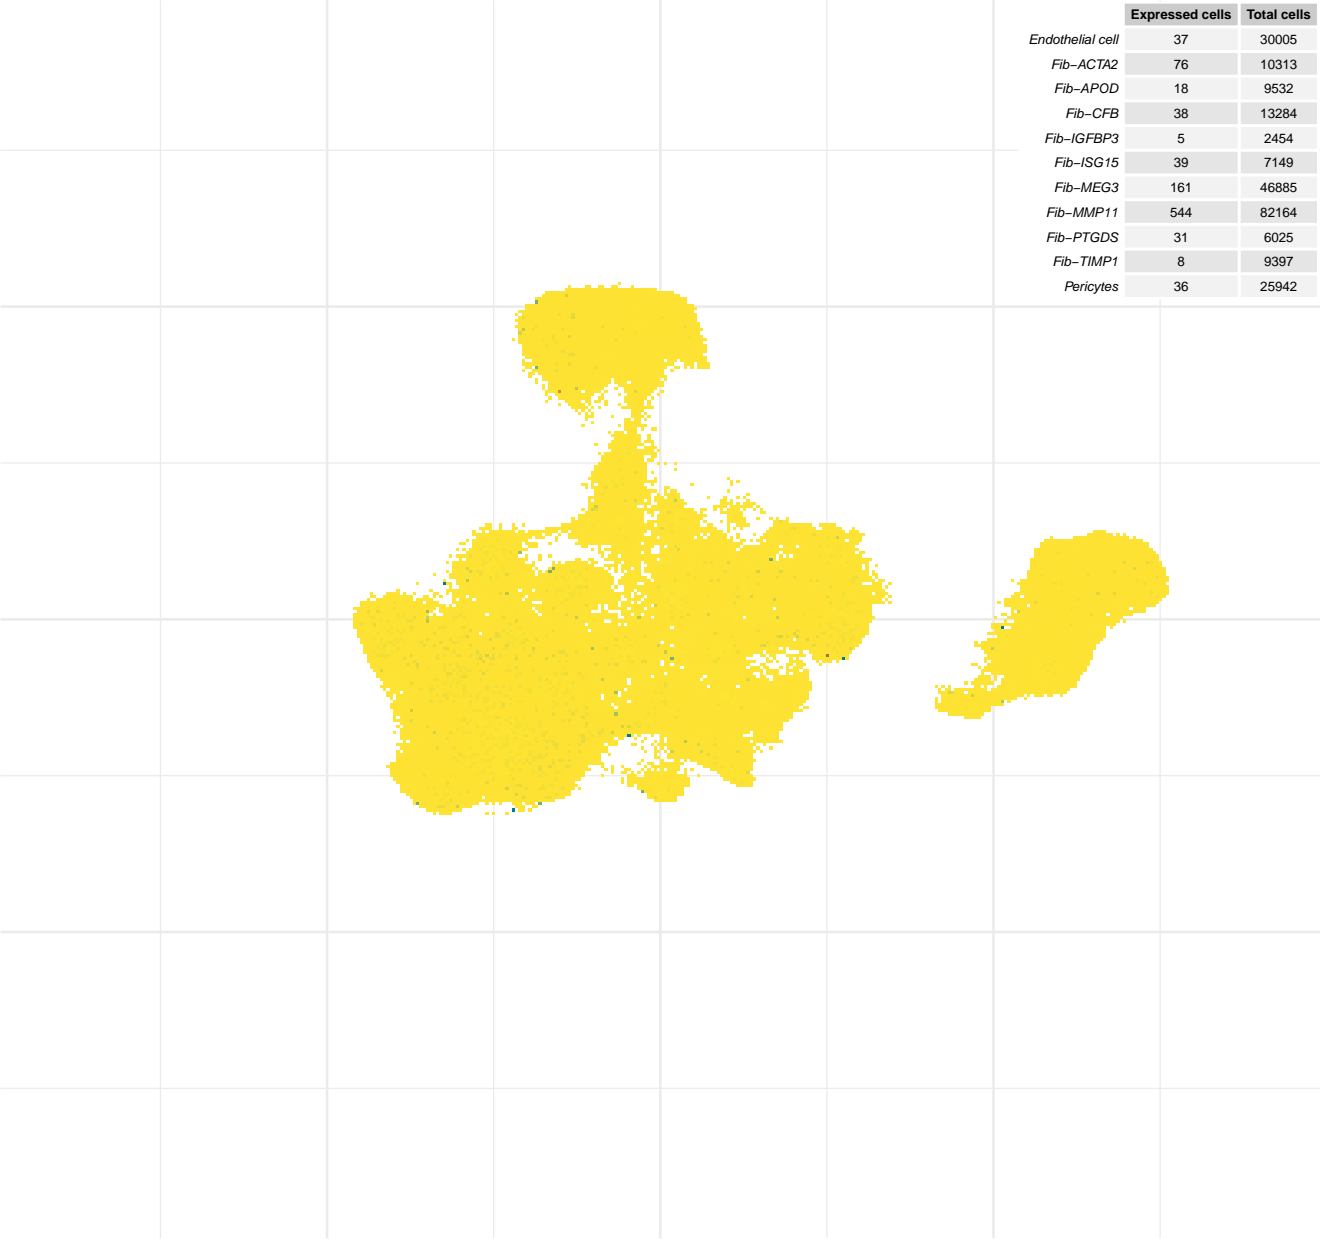 Expressed cells Total cells
Endothelial cell 37 30005
Fib−ACTA2 76 10313
Fib−APOD 18 9532
Fib−CFB 38 13284
Fib−IGFBP3 5 2454
Fib−ISG15 39 7149
Fib−MEG3 161 46885
Fib−MMP11 544 82164
Fib−PTGDS 31 6025
Fib−TIMP1 8 9397
Pericytes 36 25942